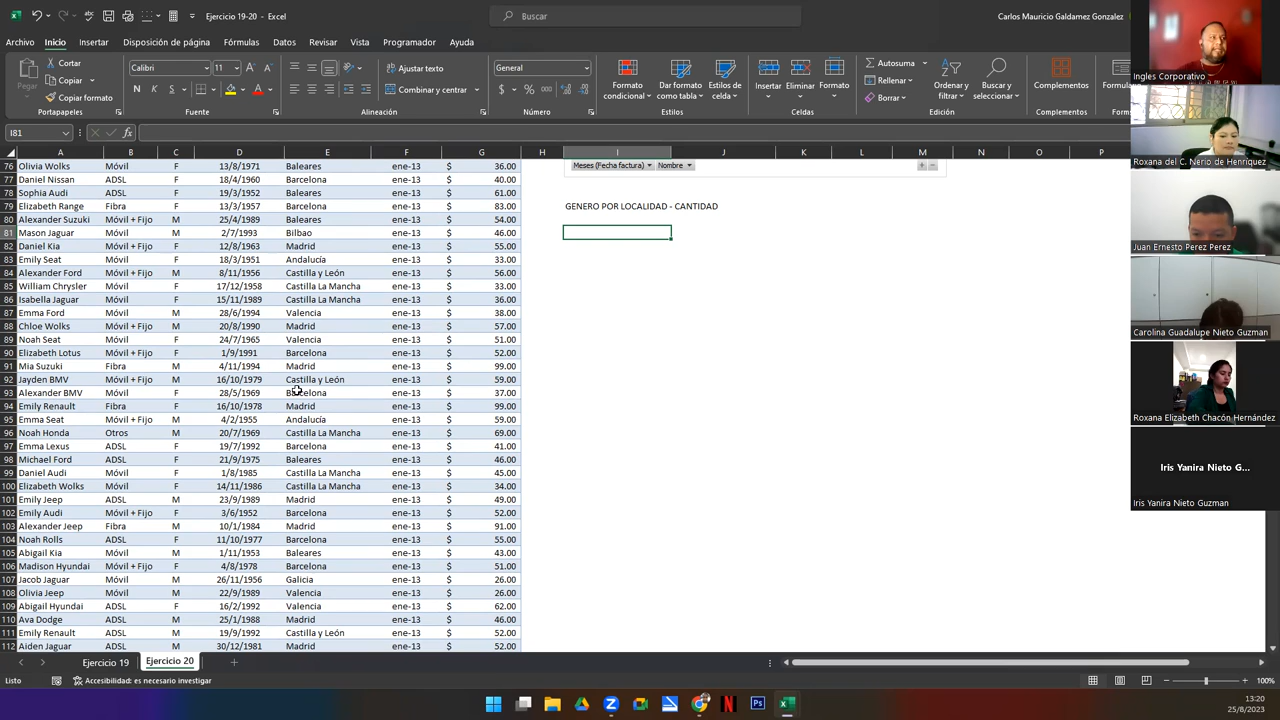 Ejercicio 19-20 - Excel
Buscar
Carlos Mauricio Galdamez Gonzalez
Archivo Inicio Insertar Disposición de página Fórmulas Datos Revisar Vista Programador Ayuda
Pegar
Cortar
Copiar
Copiar formato
Portapapeles
Calibri 11
N K S
Fuente
Ajustar texto
Combinar y centrar
Alineación
General
$ % 000
Número
Formato condicional
Dar formato como tabla
Estilos de celda
Estilos
Insertar Eliminar Formato
Celdas
Autosuma
Rellenar
Borrar
Ordenar y filtrar
Buscar y seleccionar
Edición
Complementos
Complementos
I81
fx
A B C D E F G H I J K L M N O P
76 Olivia Wolks Móvil F 13/8/1971 Baleares ene-13 $ 36.00
77 Daniel Nissan ADSL F 18/4/1960 Barcelona ene-13 $ 40.00
78 Sophia Audi ADSL F 19/3/1952 Baleares ene-13 $ 61.00
79 Elizabeth Range Fibra F 13/3/1957 Barcelona ene-13 $ 83.00
80 Alexander Suzuki Móvil + Fijo M 25/4/1989 Baleares ene-13 $ 54.00
81 Mason Jaguar Móvil M 2/7/1993 Bilbao ene-13 $ 46.00
82 Daniel Kia Móvil + Fijo M 12/8/1963 Madrid ene-13 $ 55.00
83 Emily Seat Móvil F 18/3/1951 Andalucía ene-13 $ 33.00
84 Alexander Ford Móvil + Fijo M 8/11/1956 Castilla y León ene-13 $ 56.00
85 William Chrysler Móvil F 17/12/1958 Castilla La Mancha ene-13 $ 33.00
86 Isabella Jaguar Móvil F 15/11/1989 Castilla La Mancha ene-13 $ 36.00
87 Emma Ford Móvil F 28/6/1994 Valencia ene-13 $ 38.00
88 Chloe Wolks Móvil + Fijo M 20/8/1990 Madrid ene-13 $ 57.00
89 Noah Seat Móvil F 24/7/1965 Valencia ene-13 $ 51.00
90 Elizabeth Lotus Móvil + Fijo F 1/9/1991 Barcelona ene-13 $ 52.00
91 Mia Suzuki Fibra M 4/11/1994 Madrid ene-13 $ 99.00
92 Jayden BMV Móvil + Fijo M 16/10/1979 Castilla y León ene-13 $ 59.00
93 Alexander BMV Móvil F 28/5/1969 Barcelona ene-13 $ 37.00
94 Emily Renault Fibra F 16/10/1978 Madrid ene-13 $ 99.00
95 Emma Seat Móvil + Fijo M 4/2/1955 Andalucía ene-13 $ 59.00
96 Noah Honda Otros M 20/7/1969 Castilla La Mancha ene-13 $ 69.00
97 Emma Lexus ADSL F 19/7/1992 Barcelona ene-13 $ 41.00
98 Michael Ford ADSL F 21/9/1975 Baleares ene-13 $ 46.00
99 Daniel Audi Móvil M 1/8/1985 Castilla La Mancha ene-13 $ 45.00
100 Elizabeth Wolks Móvil F 14/11/1986 Castilla La Mancha ene-13 $ 34.00
101 Emily Jeep ADSL M 23/9/1989 Madrid ene-13 $ 49.00
102 Emily Audi Móvil + Fijo M 3/6/1952 Barcelona ene-13 $ 52.00
103 Alexander Jeep Fibra M 10/1/1984 Madrid ene-13 $ 91.00
104 Noah Rolls ADSL M 11/10/1977 Barcelona ene-13 $ 55.00
105 Abigail Kia Móvil M 1/11/1953 Baleares ene-13 $ 43.00
106 Madison Hyundai Móvil + Fijo M 4/8/1978 Barcelona ene-13 $ 51.00
107 Jacob Jaguar Móvil M 26/11/1956 Galicia ene-13 $ 26.00
108 Olivia Jeep Móvil M 22/9/1989 Valencia ene-13 $ 26.00
109 Abigail Hyundai ADSL F 16/2/1992 Valencia ene-13 $ 62.00
110 Ava Dodge ADSL M 25/1/1988 Madrid ene-13 $ 46.00
111 Emily Renault ADSL M 19/9/1992 Castilla y León ene-13 $ 52.00
112 Aiden Jaguar ADSL M 30/12/1981 Madrid ene-13 $ 52.00
Meses (Fecha factura) Nombre
GENERO POR LOCALIDAD - CANTIDAD
Ingles Corporativo
Roxana del C. Nerio de Henriquez
Juan Ernesto Perez Perez
Carolina Guadalupe Nieto Guzman
Roxana Elizabeth Chacón Hernández
Iris Yanira Nieto G...
Iris Yanira Nieto Guzman
Ejercicio 19 Ejercicio 20
Listo
Accesibilidad: es necesario investigar
100%
13:20
25/8/2023